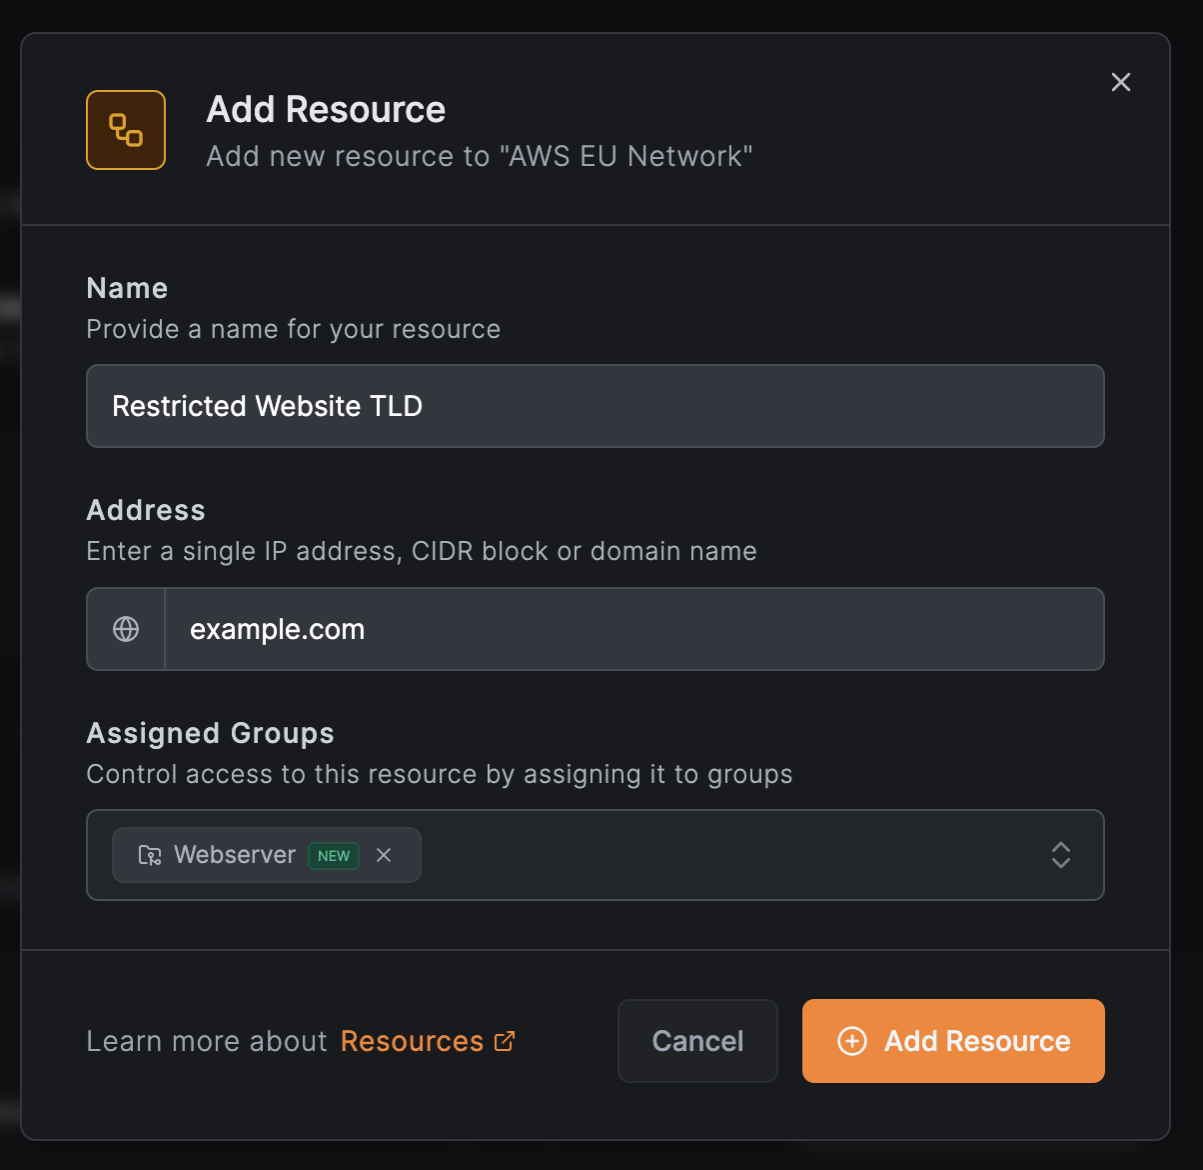 Add Resource
Add new resource to "AWS EU Network"
Name
Provide a name for your resource
Restricted Website TLD
Address
Enter a single IP address, CIDR block or domain name
example.com
Assigned Groups
Control access to this resource by assigning it to groups
Webserver NEW
Learn more about Resources
Cancel
Add Resource